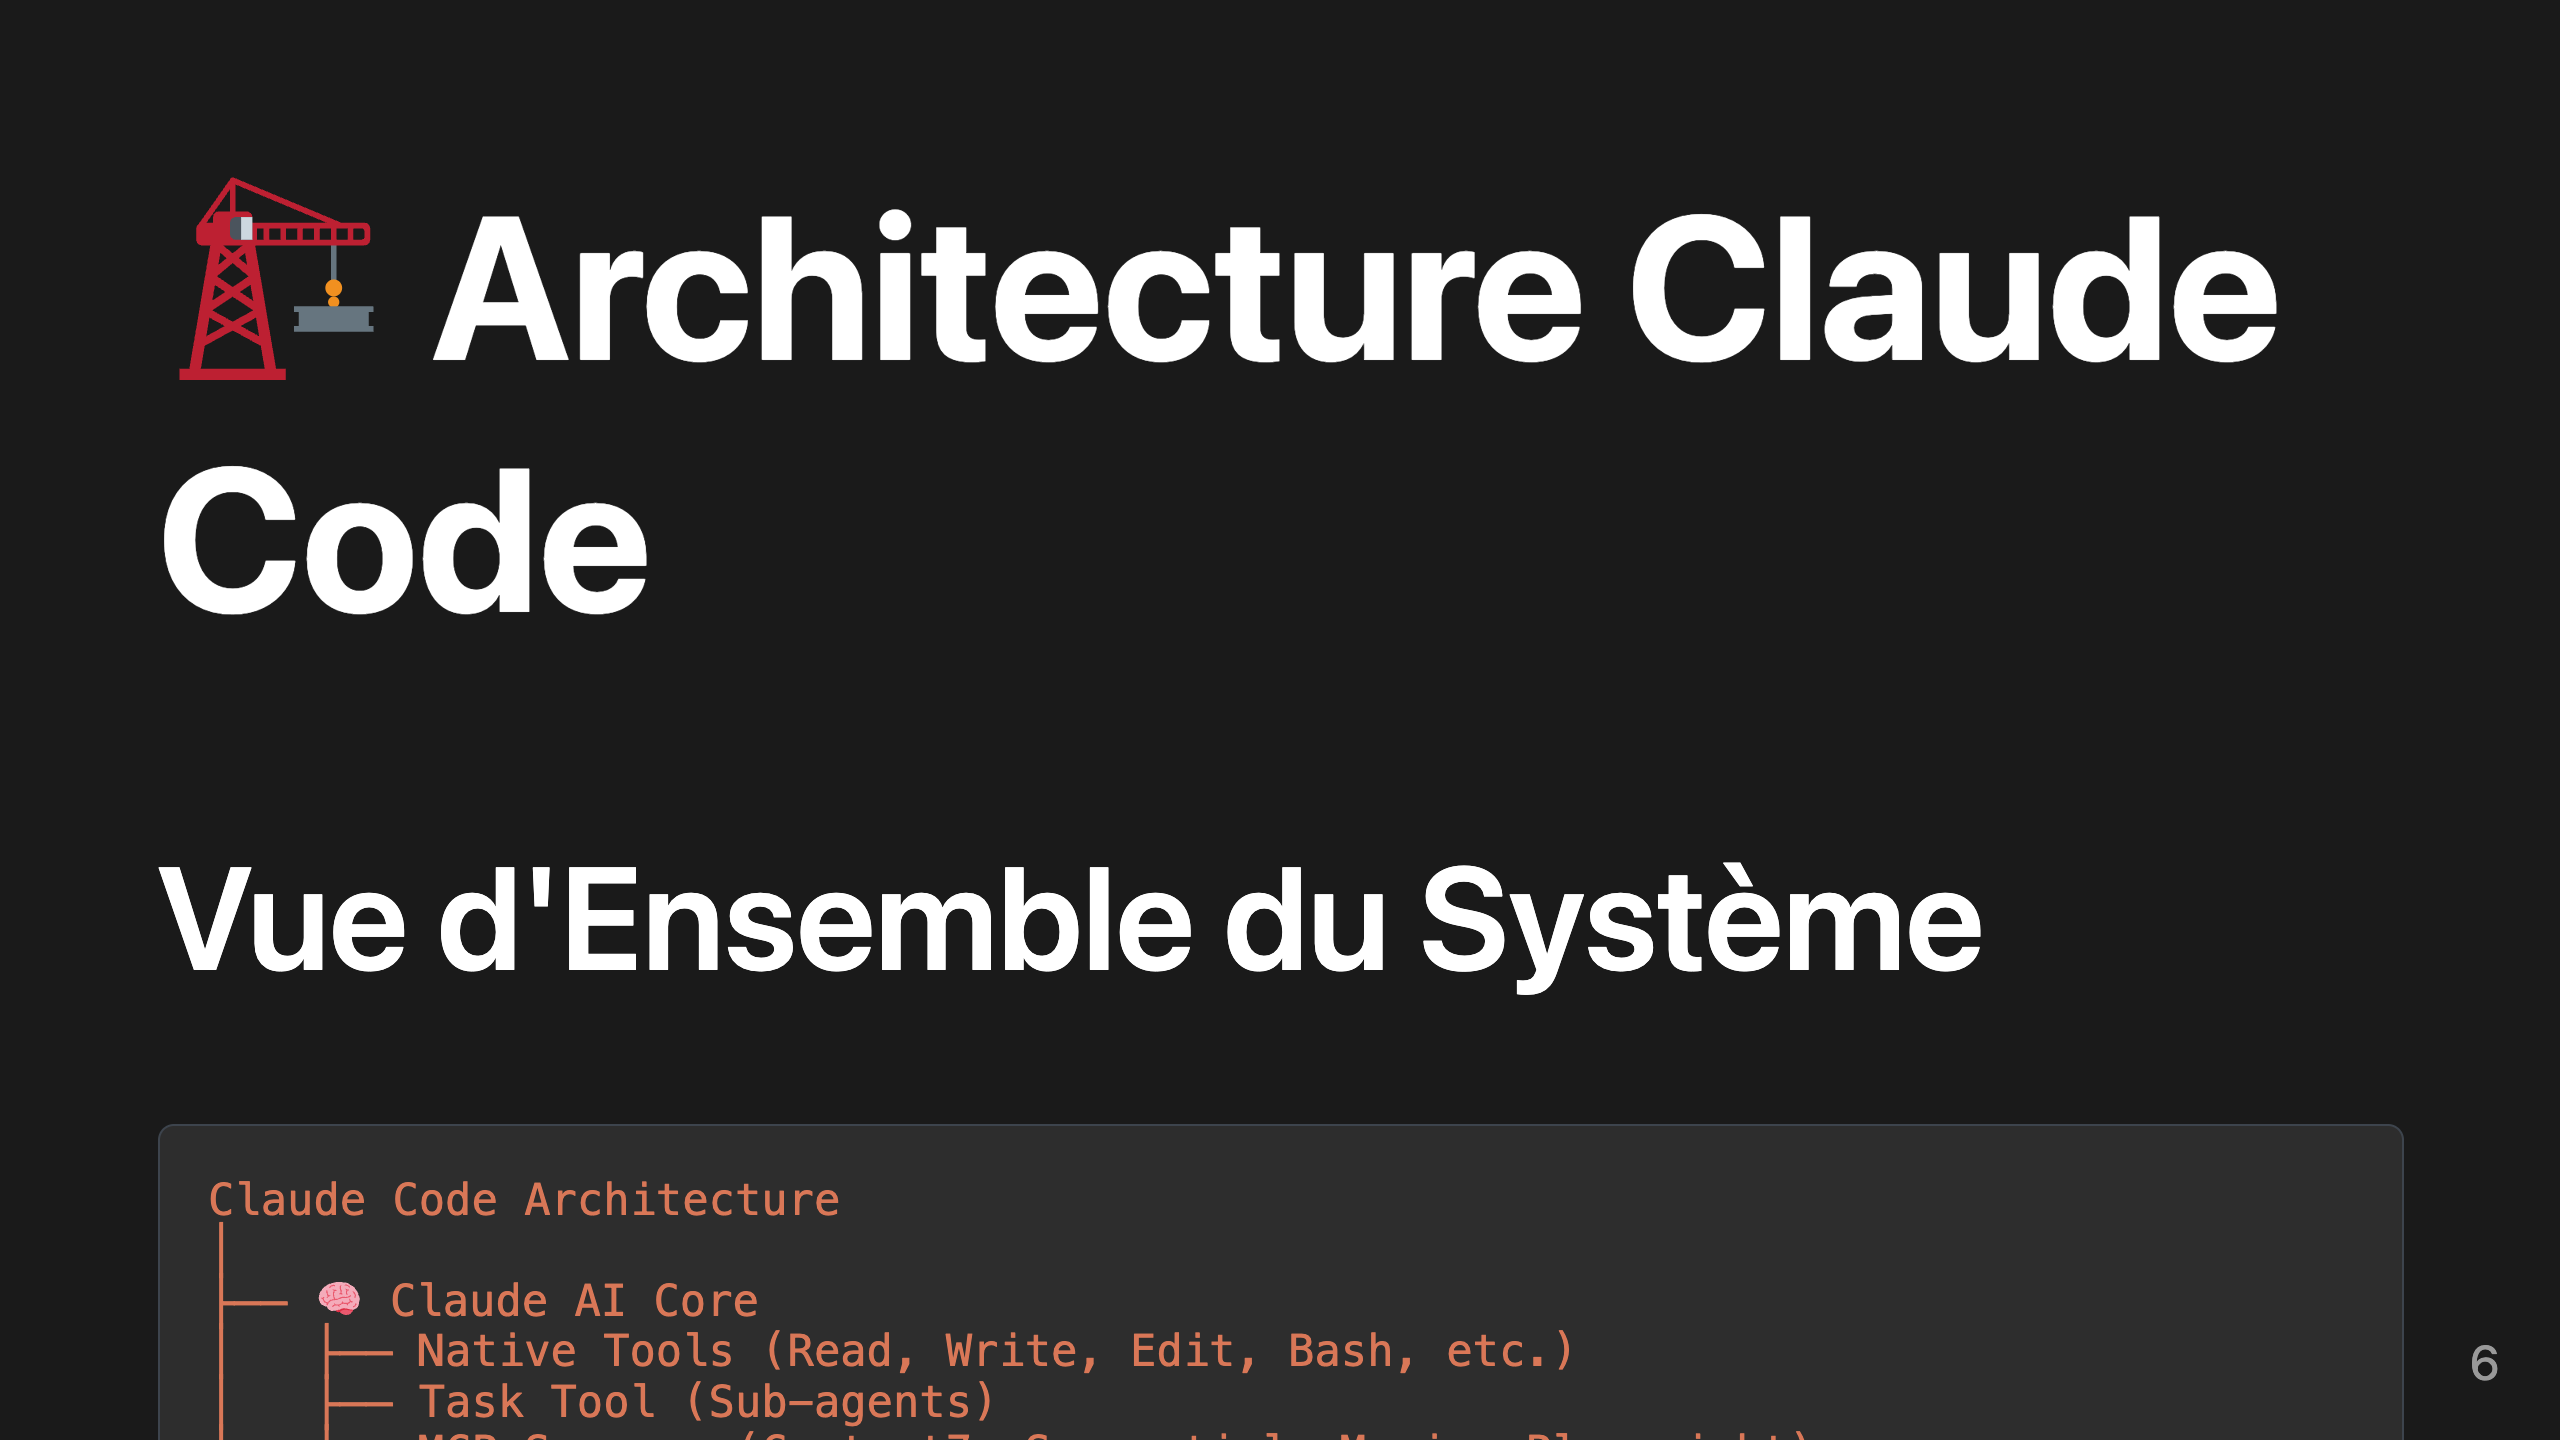 🏗️ Architecture Claude
Code
Vue d'Ensemble du Système
Claude Code Architecture
├── 🧠 Claude AI Core
├── Native Tools (Read, Write, Edit, Bash, etc.)
├── Task Tool (Sub-agents)
6